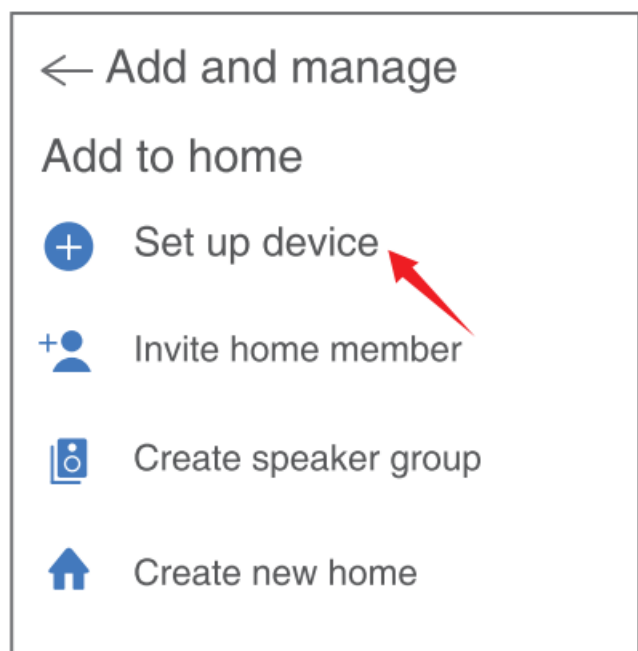 Add and manage
Add to home
Set up device
Invite home member
Create speaker group
Create new home